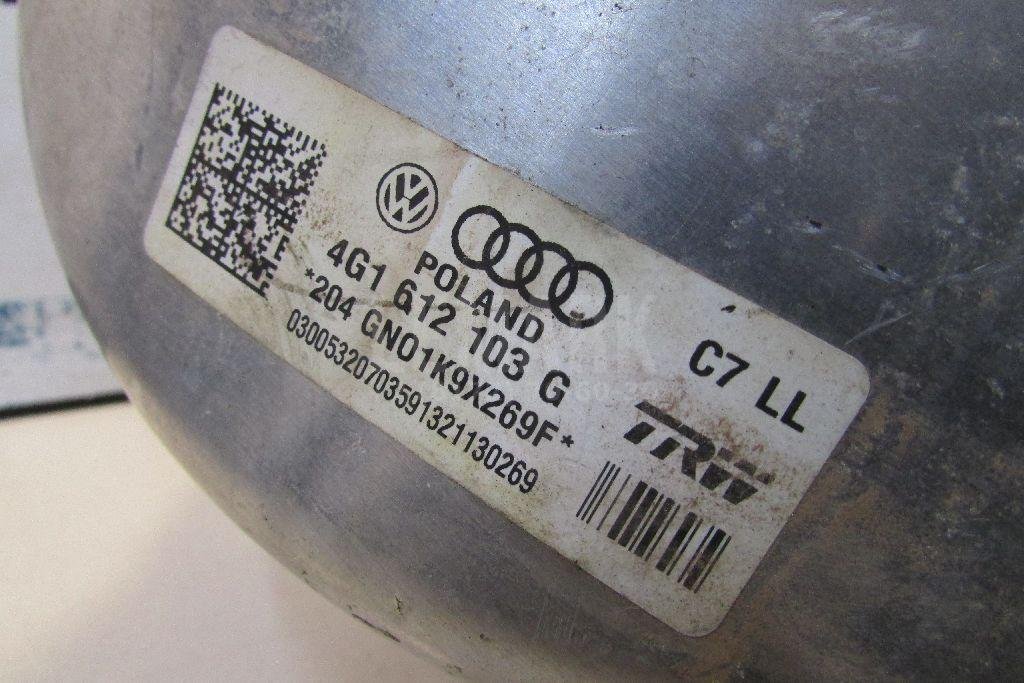 POLAND
4G1 612 103 G
*204 GN01K9X269F*
03005320703591321130269
C7 LL
TRW